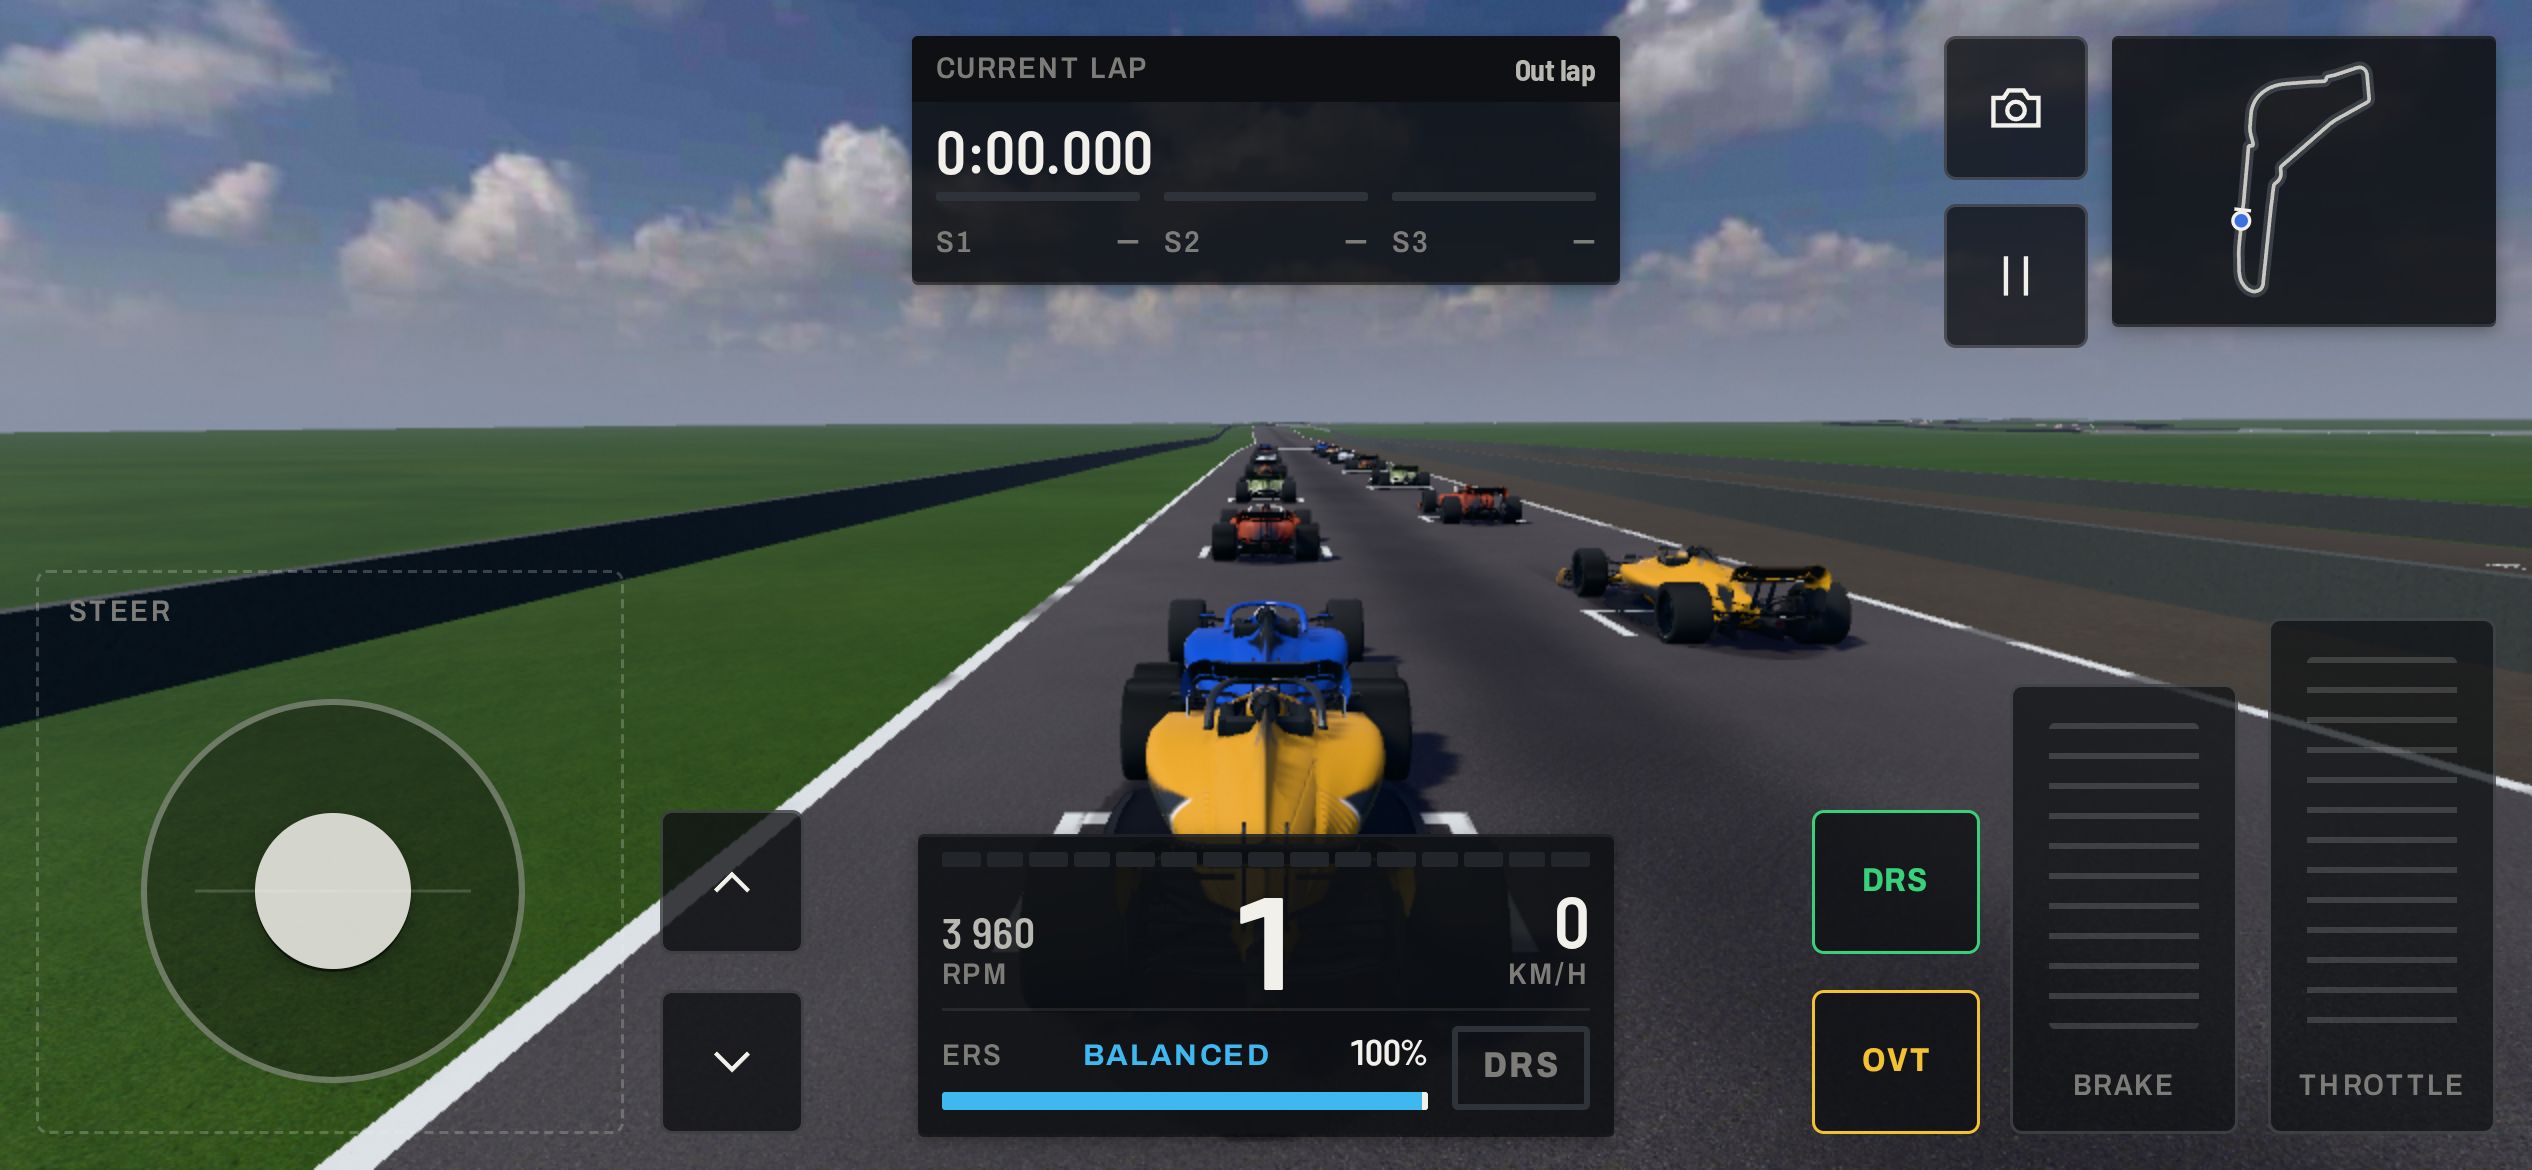 CURRENT LAP Out lap
0:00.000
S1 — S2 — S3 —
STEER
3 960
RPM
1
0
KM/H
ERS BALANCED 100% DRS
DRS
OVT
BRAKE
THROTTLE